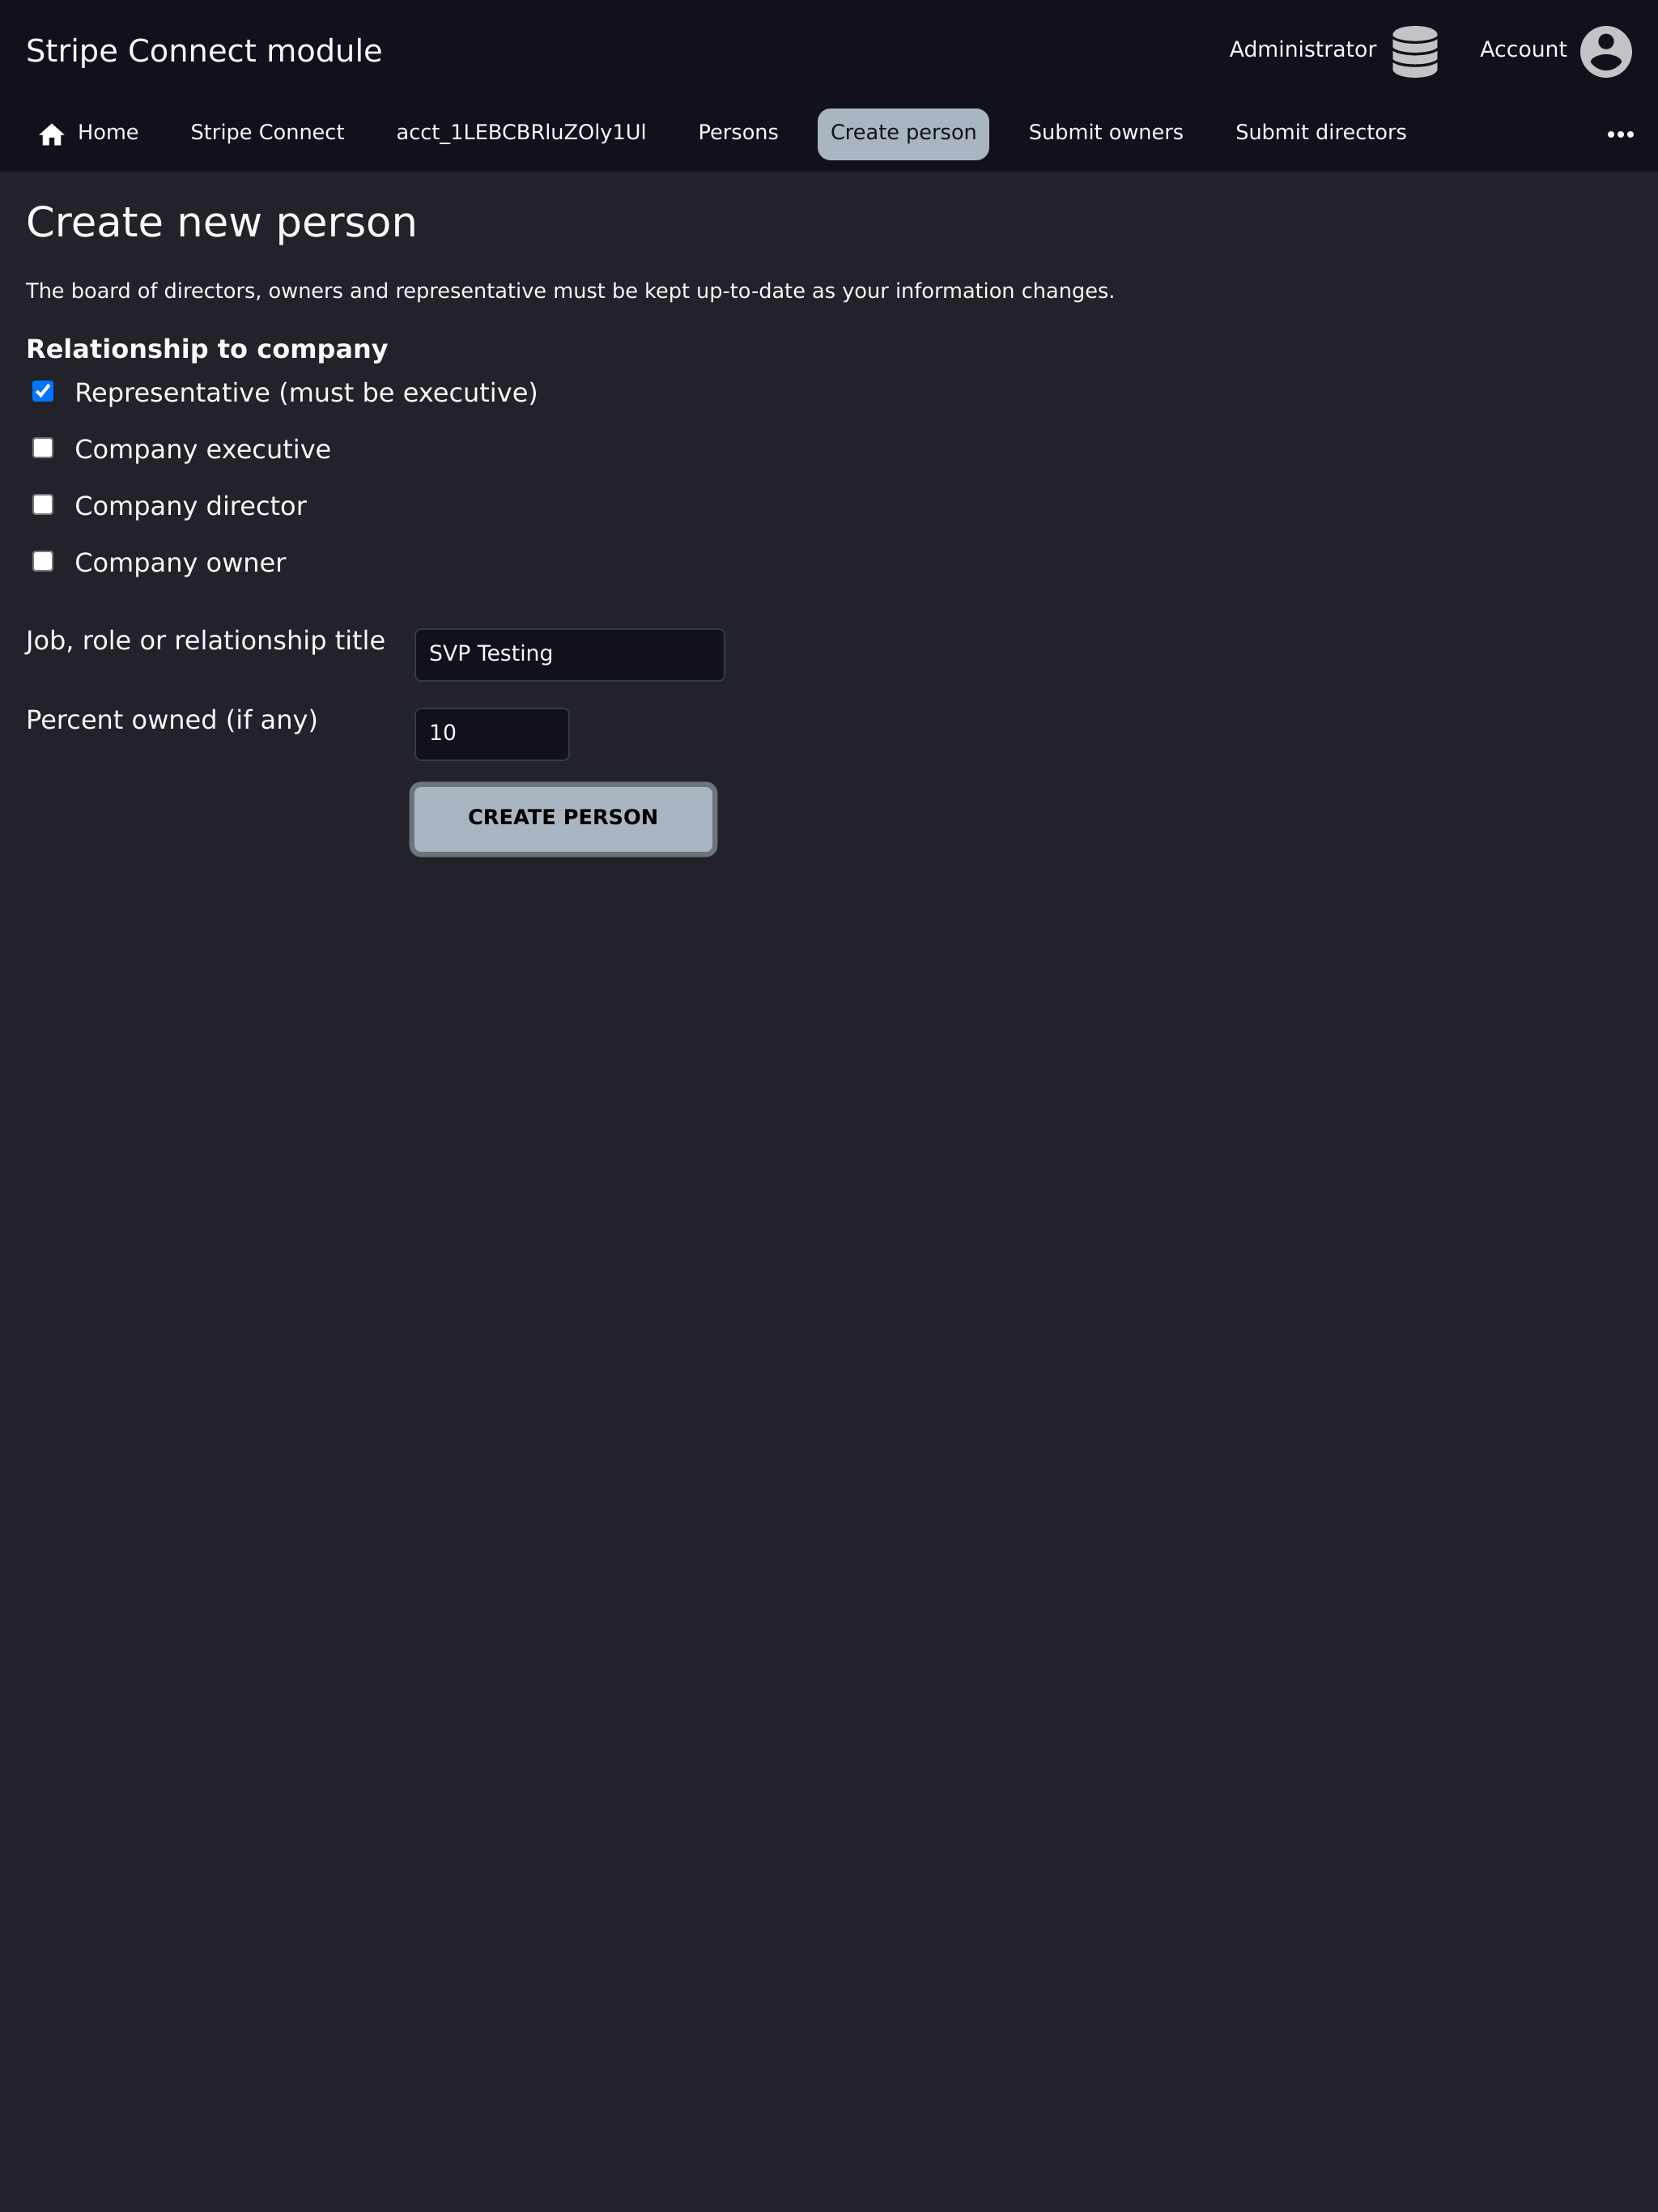 Stripe Connect module
Administrator
Account
Home
Stripe Connect
acct_1LEBCBRluZOly1Ul
Persons
Create person
Submit owners
Submit directors
Create new person
The board of directors, owners and representative must be kept up-to-date as your information changes.
Relationship to company
Representative (must be executive)
Company executive
Company director
Company owner
Job, role or relationship title
SVP Testing
Percent owned (if any)
10
CREATE PERSON